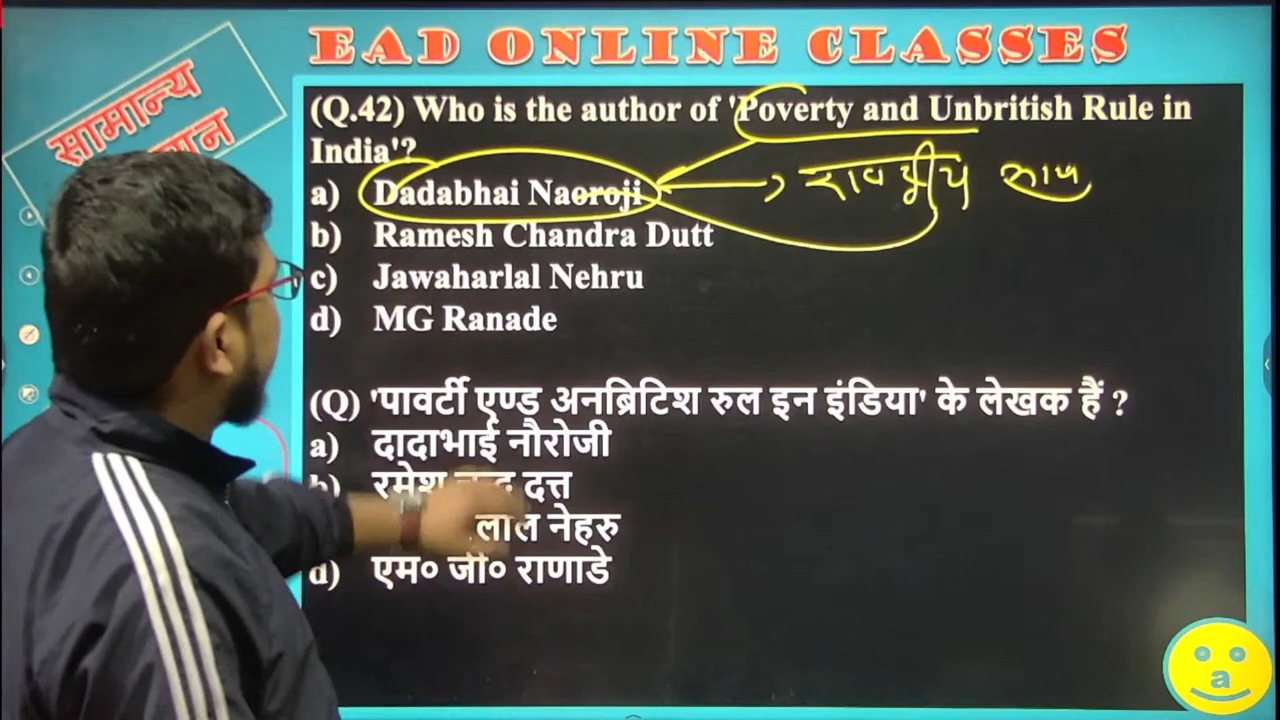 EAD ONLINE CLASSES
सामान्य
(Q.42) Who is the author of 'Poverty and Unbritish Rule in
India'?
a) Dadabhai Naoroji
b) Ramesh Chandra Dutt
c) Jawaharlal Nehru
d) MG Ranade
(Q) 'पावर्टी एण्ड अनब्रिटिश रुल इन इंडिया' के लेखक हैं ?
a) दादाभाई नौरोजी
b) रमेश दत्त
लाल नेहरु
d) एम० जी० राणाडे
a